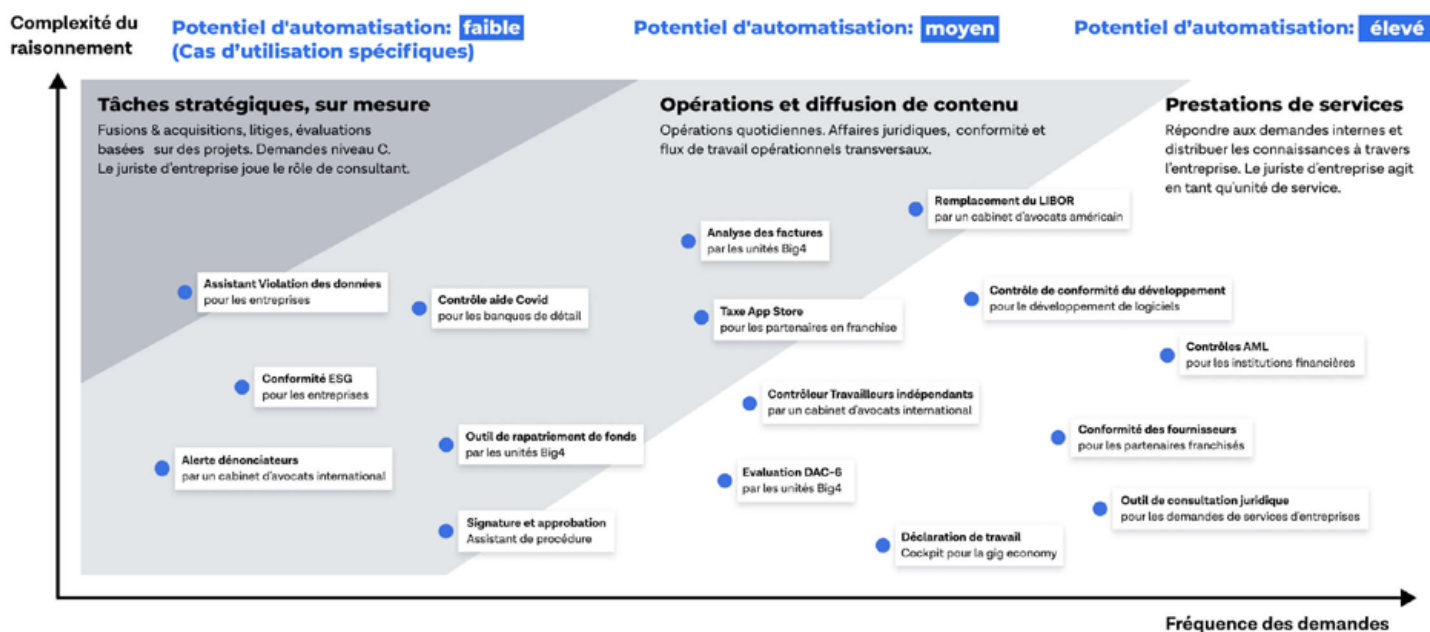 Complexité du
raisonnement
Potentiel d'automatisation: faible
(Cas d'utilisation spécifiques)
Potentiel d'automatisation: moyen
Potentiel d'automatisation: élevé
Tâches stratégiques, sur mesure
Fusions & acquisitions, litiges, évaluations
basées sur des projets. Demandes niveau C.
Le juriste d'entreprise joue le rôle de consultant.
Opérations et diffusion de contenu
Opérations quotidiennes. Affaires juridiques, conformité et
flux de travail opérationnels transversaux.
Prestations de services
Répondre aux demandes internes et
distribuer les connaissances à travers
l'entreprise. Le juriste d'entreprise agit
en tant qu'unité de service.
Remplacement du LIBOR
par un cabinet d'avocats américain
Analyse des factures
par les unités Big4
Assistant Violation des données
pour les entreprises
Contrôle aide Covid
pour les banques de détail
Taxe App Store
pour les partenaires en franchise
Contrôle de conformité du développement
pour le développement de logiciels
Contrôles AML
pour les institutions financières
Conformité ESG
pour les entreprises
Contrôleur Travailleurs indépendants
par un cabinet d'avocats international
Outil de rapatriement de fonds
par les unités Big4
Conformité des fournisseurs
pour les partenaires franchisés
Alerte dénonciateurs
par un cabinet d'avocats international
Evaluation DAC-6
par les unités Big4
Outil de consultation juridique
pour les demandes de services d'entreprises
Signature et approbation
Assistant de procédure
Déclaration de travail
Cockpit pour la gig economy
Fréquence des demandes